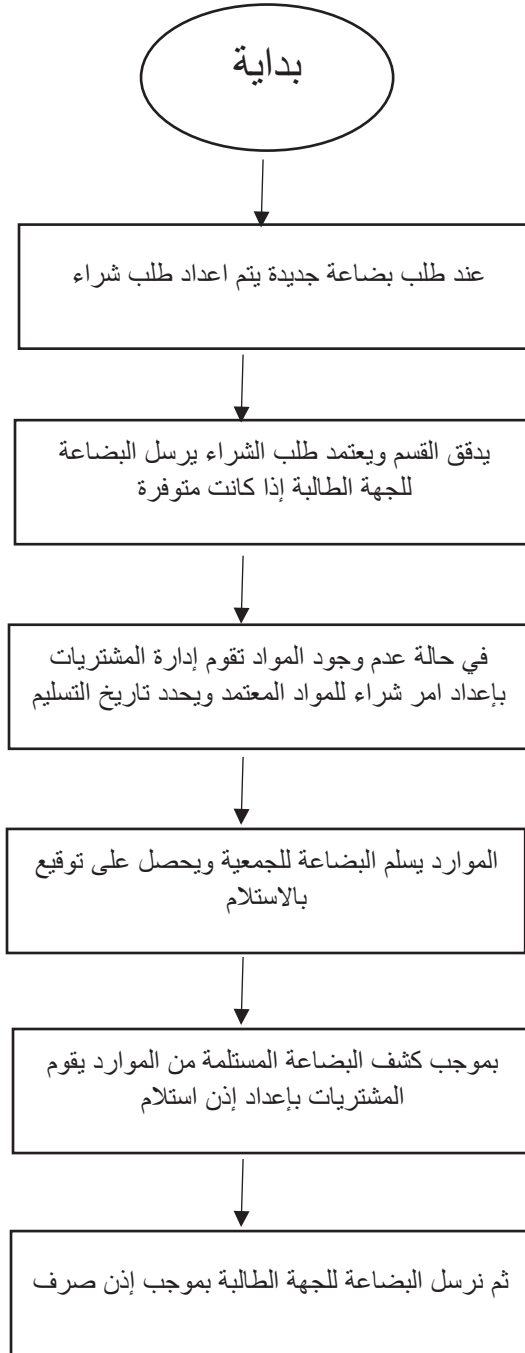 بداية
عند طلب بضاعة جديدة يتم اعداد طلب شراء
يدقق القسم ويعتمد طلب الشراء يرسل البضاعة
للجهة الطالبة إذا كانت متوفرة
في حالة عدم وجود المواد تقوم إدارة المشتريات
بإعداد امر شراء للمواد المعتمد ويحدد تاريخ التسليم
الموارد يسلم البضاعة للجمعية ويحصل على توقيع
بالاستلام
بموجب كشف البضاعة المستلمة من الموارد يقوم
المشتريات بإعداد إذن استلام
ثم نرسل البضاعة للجهة الطالبة بموجب إذن صرف